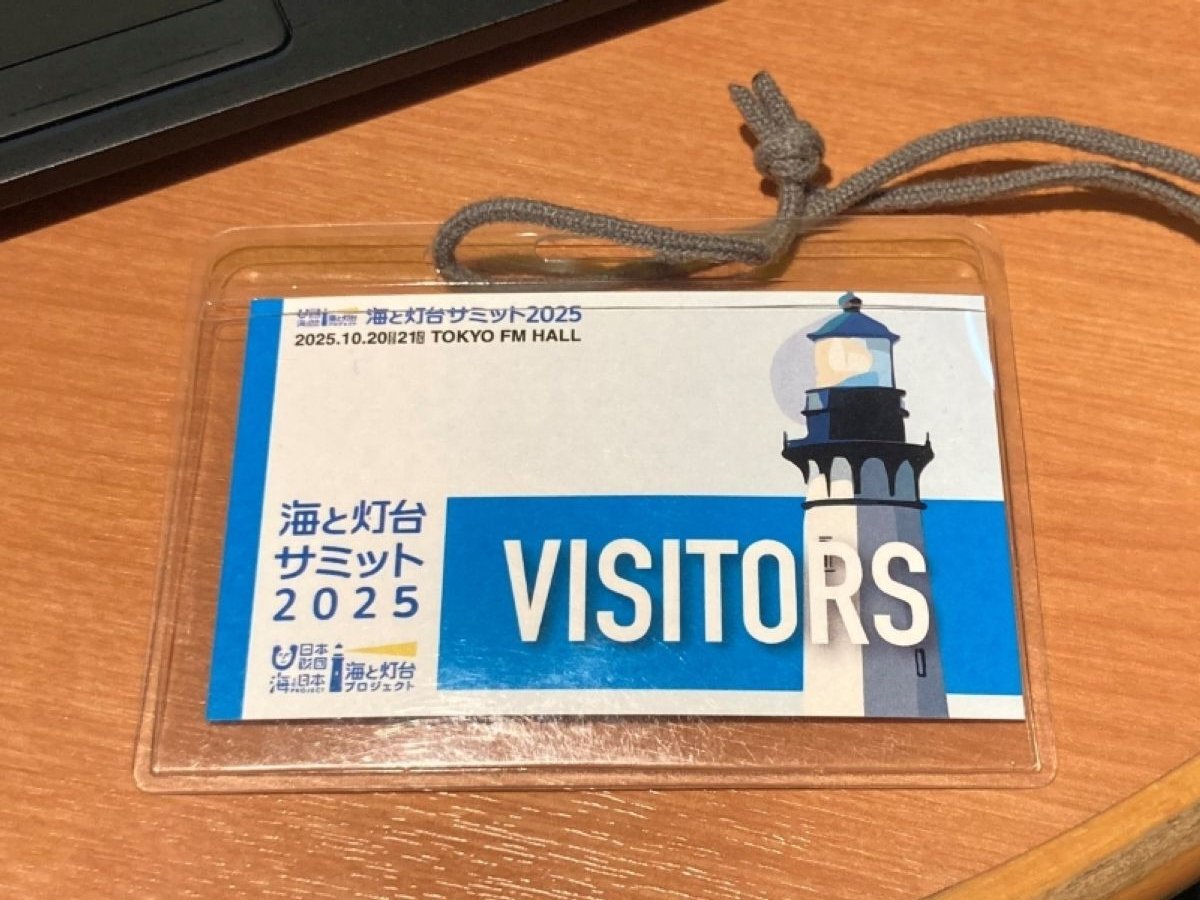 海と灯台サミット2025
2025.10.20月21火 TOKYO FM HALL
海と灯台
サミット
2025
VISITORS
日本
財団
海と日本
PROJECT
海と灯台
プロジェクト